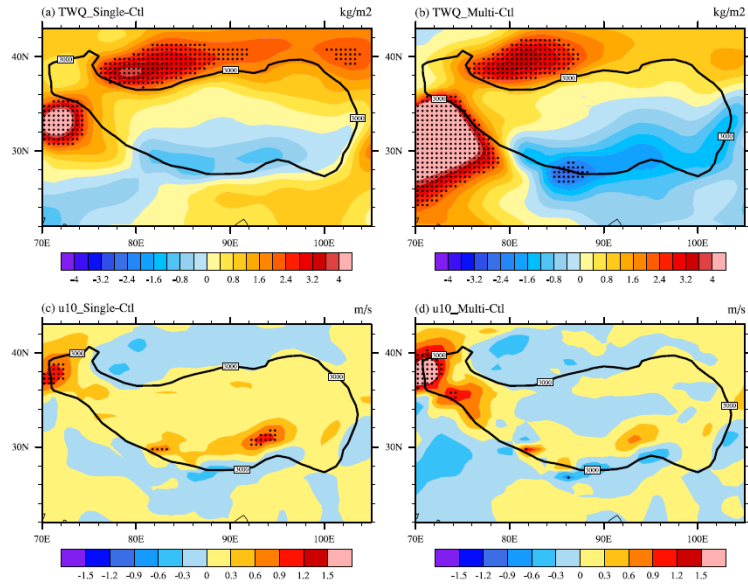 (a) TWQ_Single-Ctl kg/m2
(b) TWQ_Multi-Ctl kg/m2
40N
30N
70E 80E 90E 100E
3000
3000
3000
40N
30N
70E 80E 90E 100E
3000
3000
3000
-4 -3.2 -2.4 -1.6 -0.8 0 0.8 1.6 2.4 3.2 4
-4 -3.2 -2.4 -1.6 -0.8 0 0.8 1.6 2.4 3.2 4
(c) u10_Single-Ctl m/s
(d) u10_Multi-Ctl m/s
40N
30N
70E 80E 90E 100E
3000
3000
3000
3000
40N
30N
70E 80E 90E 100E
3000
3000
3000
3000
-1.5 -1.2 -0.9 -0.6 -0.3 0 0.3 0.6 0.9 1.2 1.5
-1.5 -1.2 -0.9 -0.6 -0.3 0 0.3 0.6 0.9 1.2 1.5